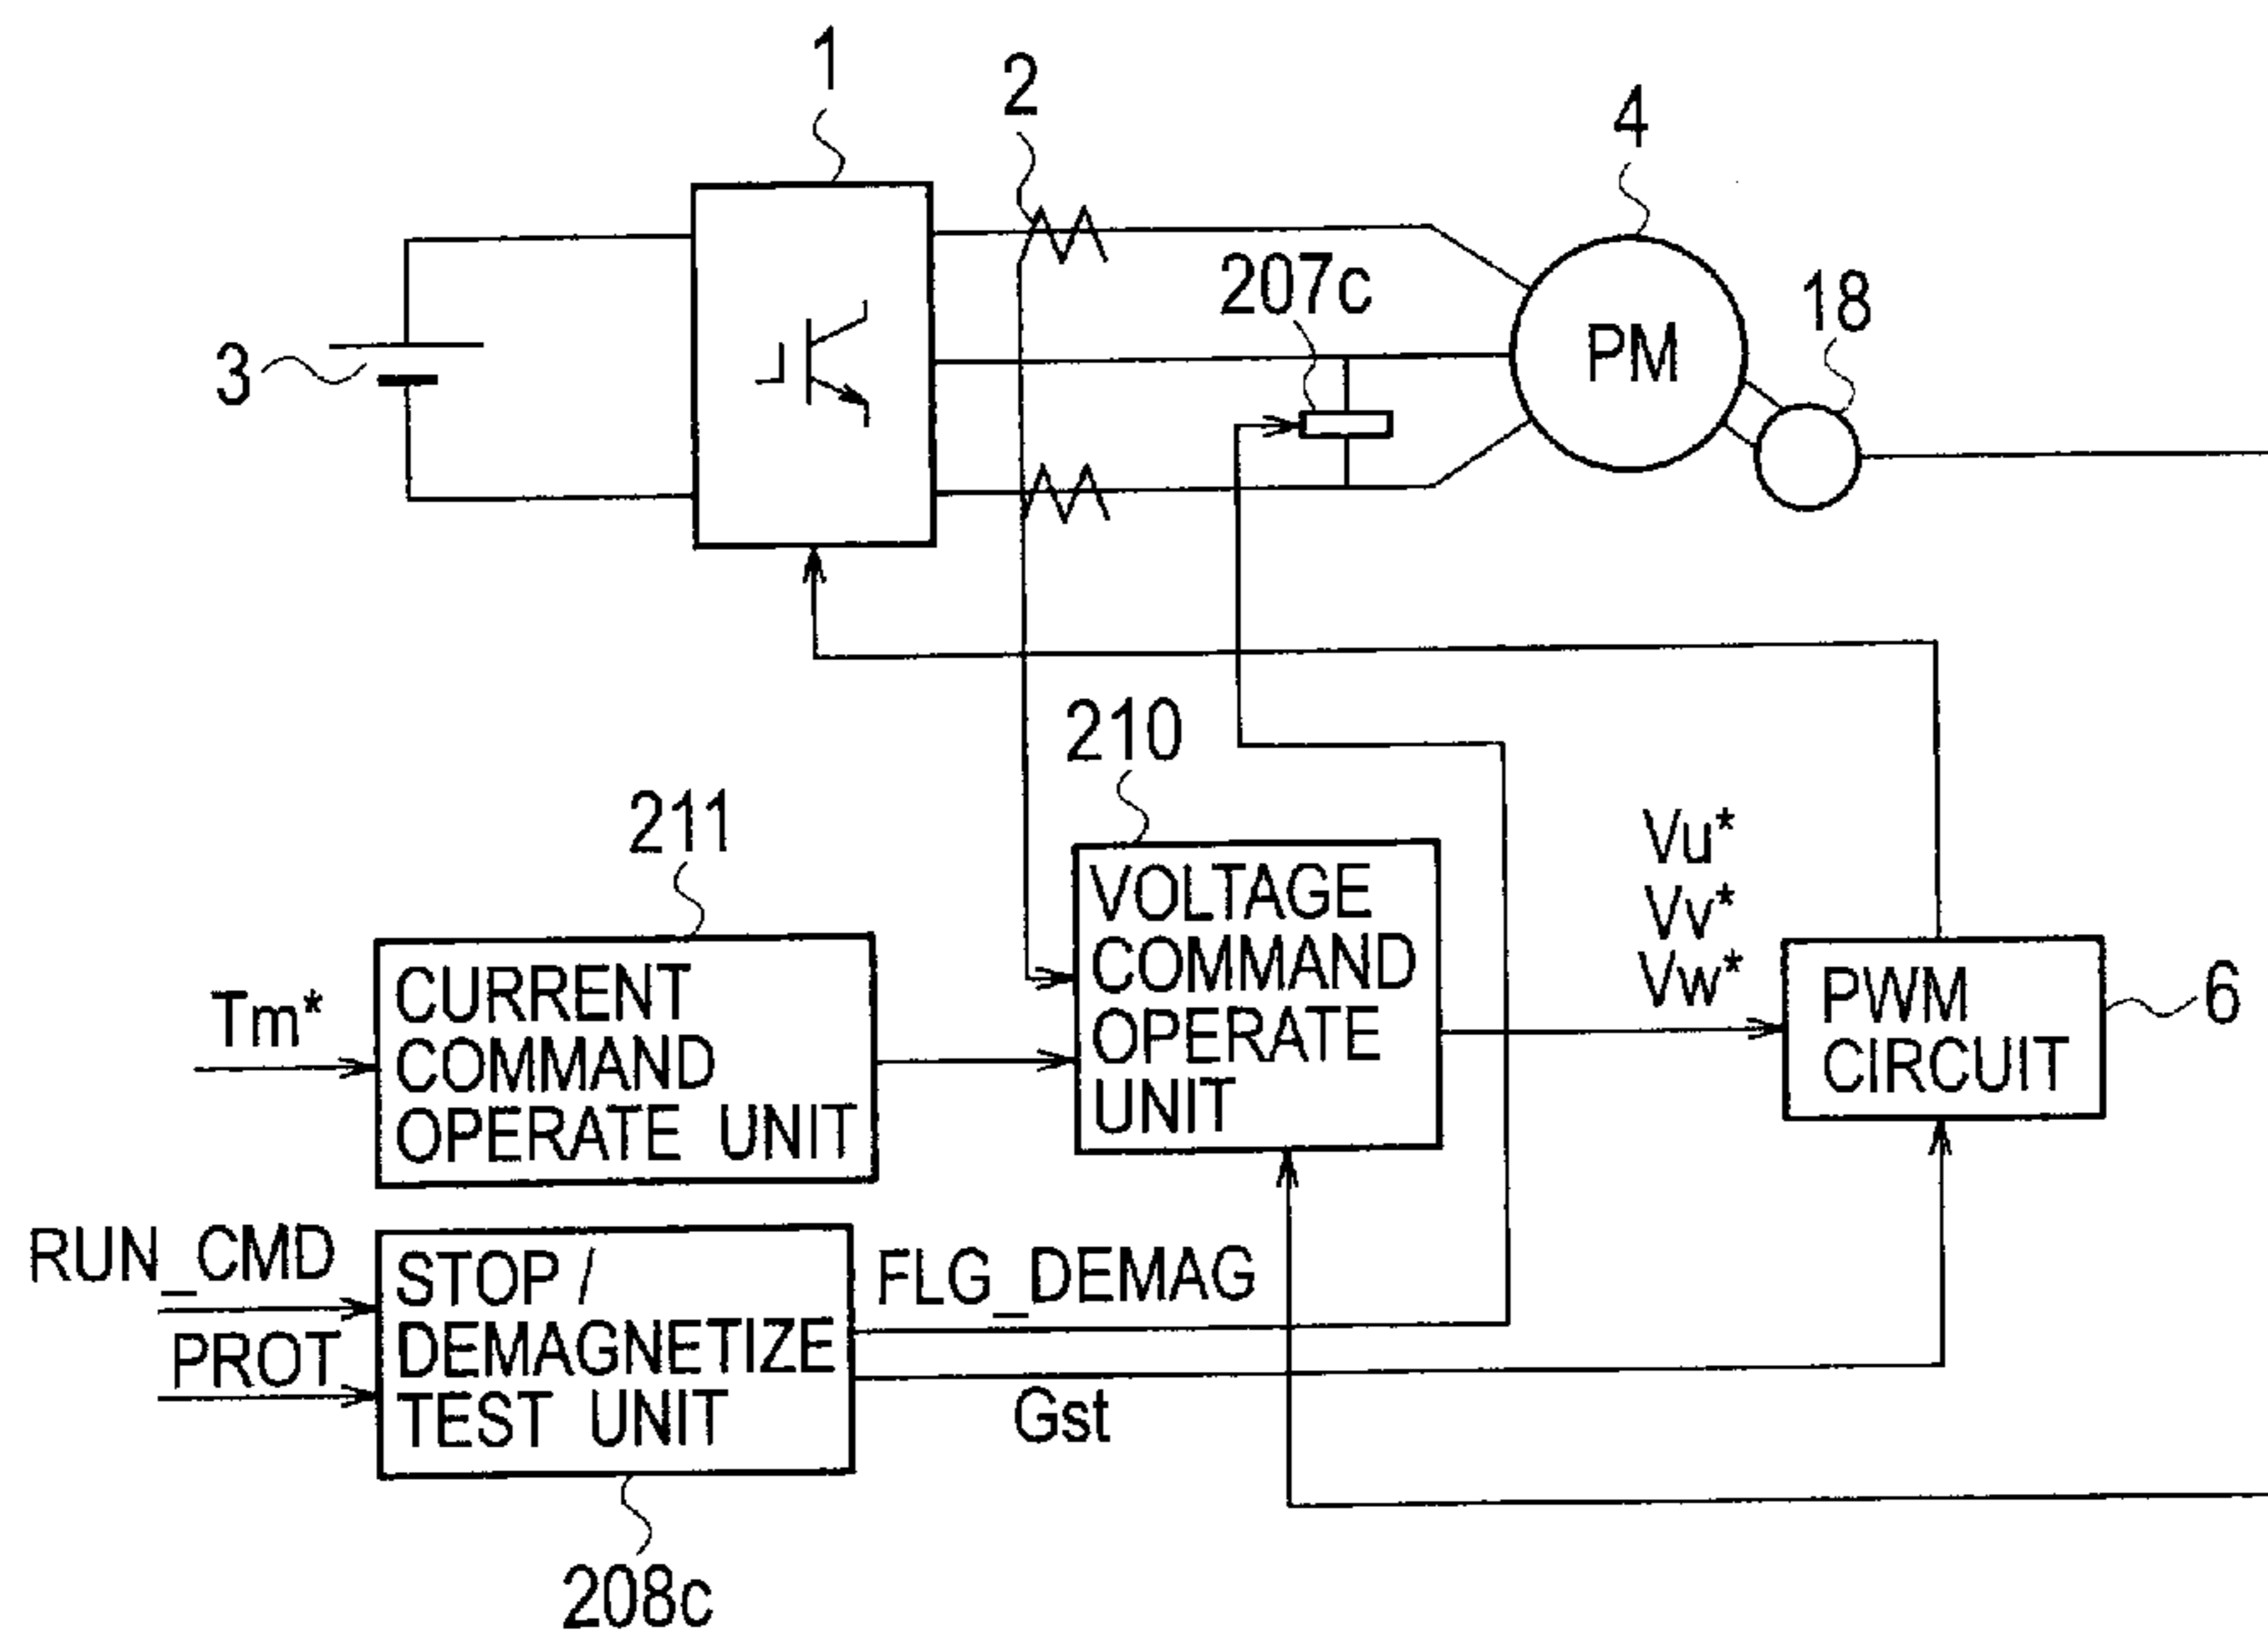 1
2
4
207c
18
3
PM
210
211
Vu*
Vv*
Vw*
VOLTAGE
COMMAND
OPERATE
UNIT
CURRENT
COMMAND
OPERATE UNIT
Tm*
PWM
CIRCUIT
6
RUN_CMD
PROT
STOP /
DEMAGNETIZE
TEST UNIT
FLG_DEMAG
Gst
208c